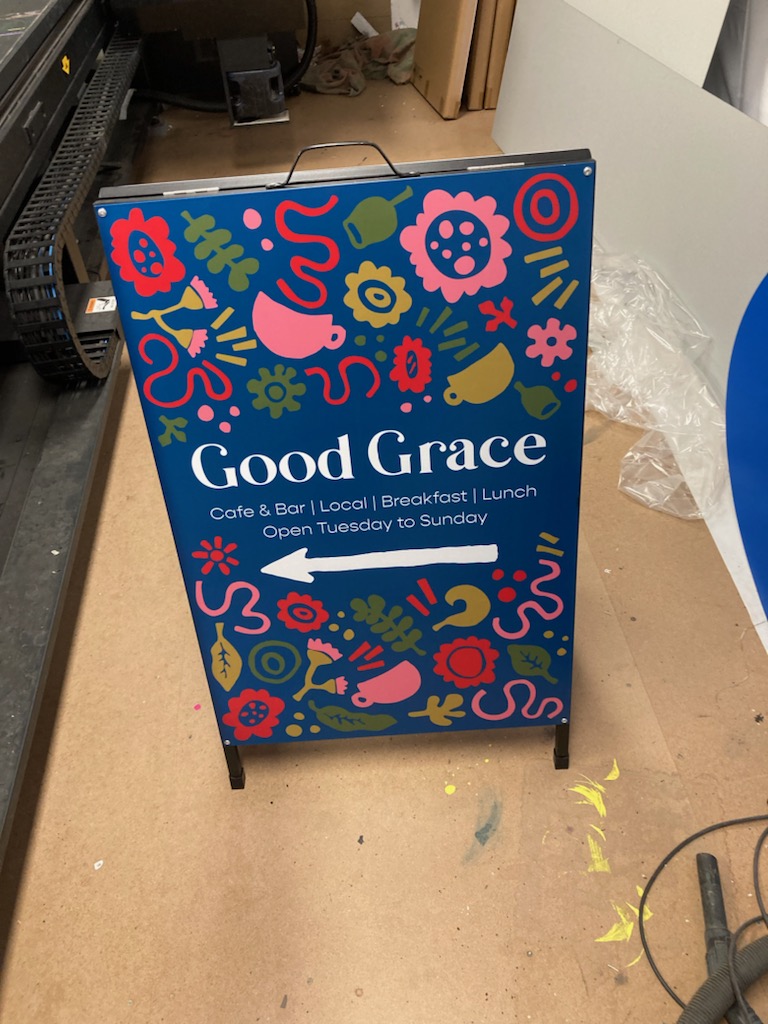 Good Grace
Cafe & Bar | Local | Breakfast | Lunch
Open Tuesday to Sunday